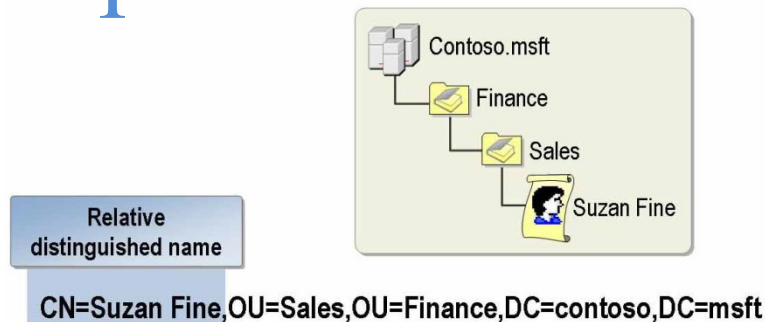 Contoso.msft
Finance
Sales
Suzan Fine
Relative
distinguished name
CN=Suzan Fine,OU=Sales,OU=Finance,DC=contoso,DC=msft